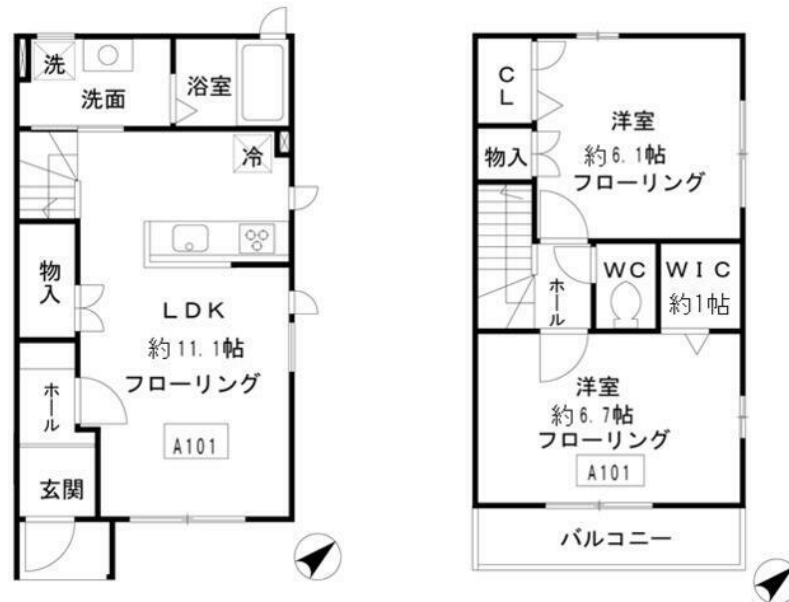 洗
洗面
浴室
冷
物入
LDK
約11.1帖
フローリング
ホール
A101
玄関
CL
洋室
約6.1帖
フローリング
物入
WC
WIC
約1帖
ホール
洋室
約6.7帖
フローリング
A101
バルコニー